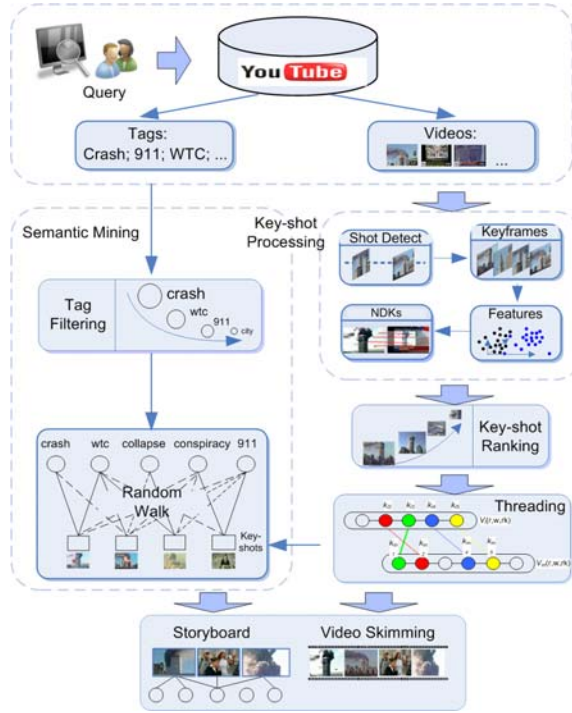 Query
YouTube
Tags:
Crash; 911; WTC; ...
Videos:
...
Semantic Mining
Key-shot
Processing
Shot Detect
Keyframes
NDKs
Features
Tag
Filtering
crash
wtc
911
city
Key-shot
Ranking
crash wtc collapse conspiracy 911
Random
Walk
Key-
shots
Threading
Storyboard
Video Skimming